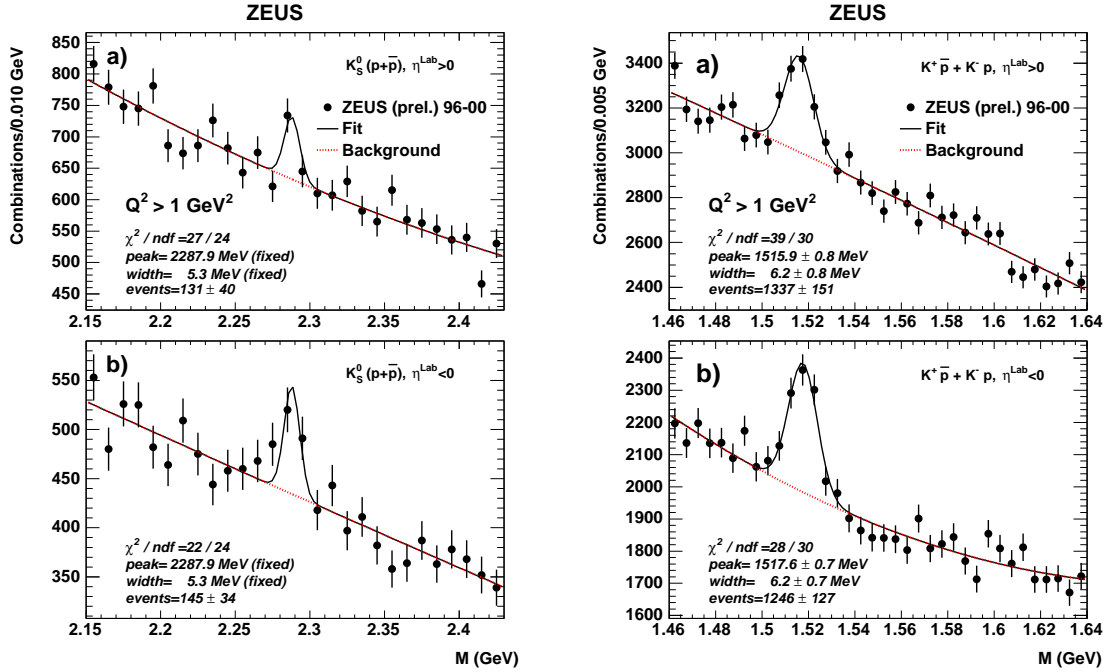 ZEUS
Combinations/0.010 GeV
850
800
750
700
650
600
550
500
450
a)
K⁰_S (p+p̄), η^Lab>0
ZEUS (prel.) 96-00
Fit
Background
Q² > 1 GeV²
χ² / ndf =27 / 24
peak= 2287.9 MeV (fixed)
width= 5.3 MeV (fixed)
events=131 ± 40
2.15 2.2 2.25 2.3 2.35 2.4
550
500
450
400
350
b)
K⁰_S (p+p̄), η^Lab<0
χ² / ndf =22 / 24
peak= 2287.9 MeV (fixed)
width= 5.3 MeV (fixed)
events=145 ± 34
2.15 2.2 2.25 2.3 2.35 2.4
M (GeV)
ZEUS
Combinations/0.005 GeV
3400
3200
3000
2800
2600
2400
a)
K⁺ p̄ + K⁻ p, η^Lab>0
ZEUS (prel.) 96-00
Fit
Background
Q² > 1 GeV²
χ² / ndf =39 / 30
peak= 1515.9 ± 0.8 MeV
width= 6.2 ± 0.8 MeV
events=1337 ± 151
1.46 1.48 1.5 1.52 1.54 1.56 1.58 1.6 1.62 1.64
2400
2300
2200
2100
2000
1900
1800
1700
1600
b)
K⁺ p̄ + K⁻ p, η^Lab<0
χ² / ndf =28 / 30
peak= 1517.6 ± 0.7 MeV
width= 6.2 ± 0.7 MeV
events=1246 ± 127
1.46 1.48 1.5 1.52 1.54 1.56 1.58 1.6 1.62 1.64
M (GeV)